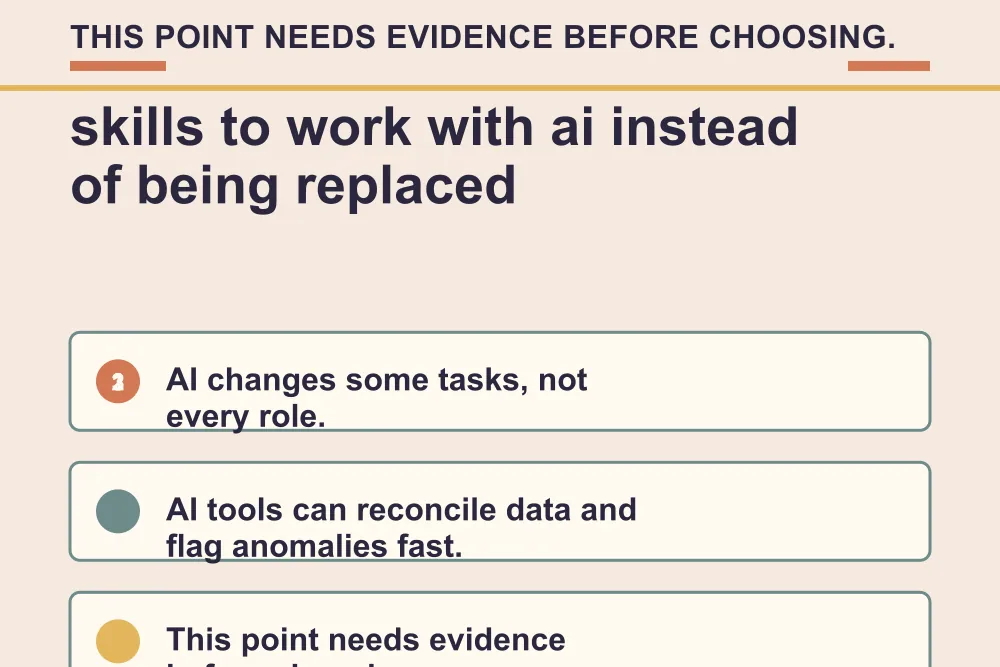 THIS POINT NEEDS EVIDENCE BEFORE CHOOSING.
skills to work with ai instead
of being replaced
AI changes some tasks, not
every role.
AI tools can reconcile data and
flag anomalies fast.
This point needs evidence